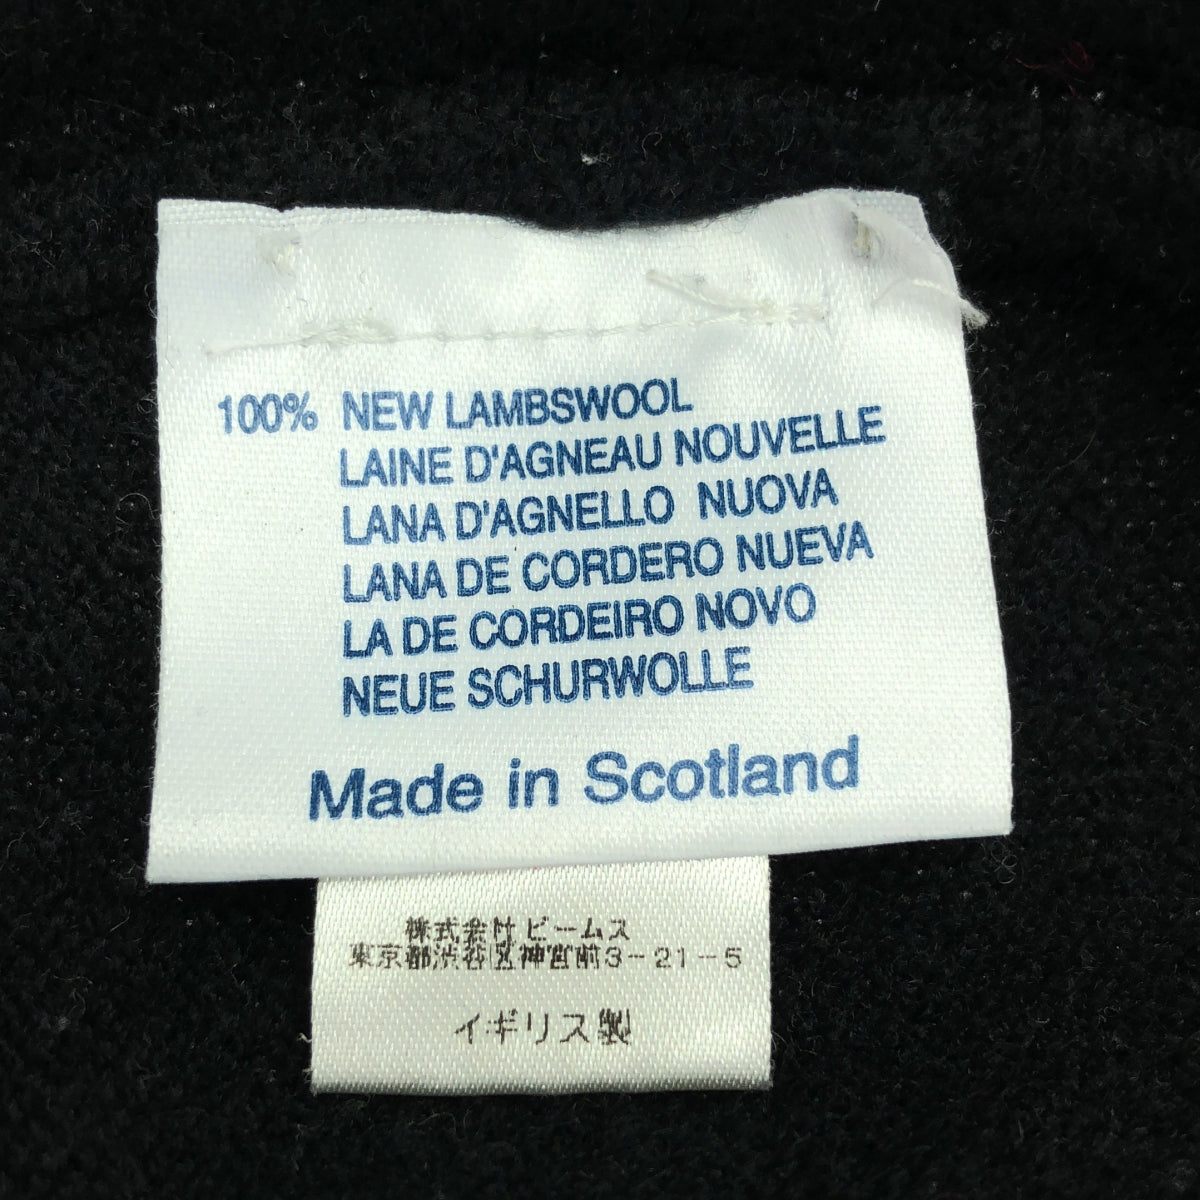 100% NEW LAMBSWOOL
LAINE D'AGNEAU NOUVELLE
LANA D'AGNELLO NUOVA
LANA DE CORDERO NUEVA
LA DE CORDEIRO NOVO
NEUE SCHURWOLLE
Made in Scotland
株式会社ビームス
東京都渋谷区神宮前3-21-5
イギリス製